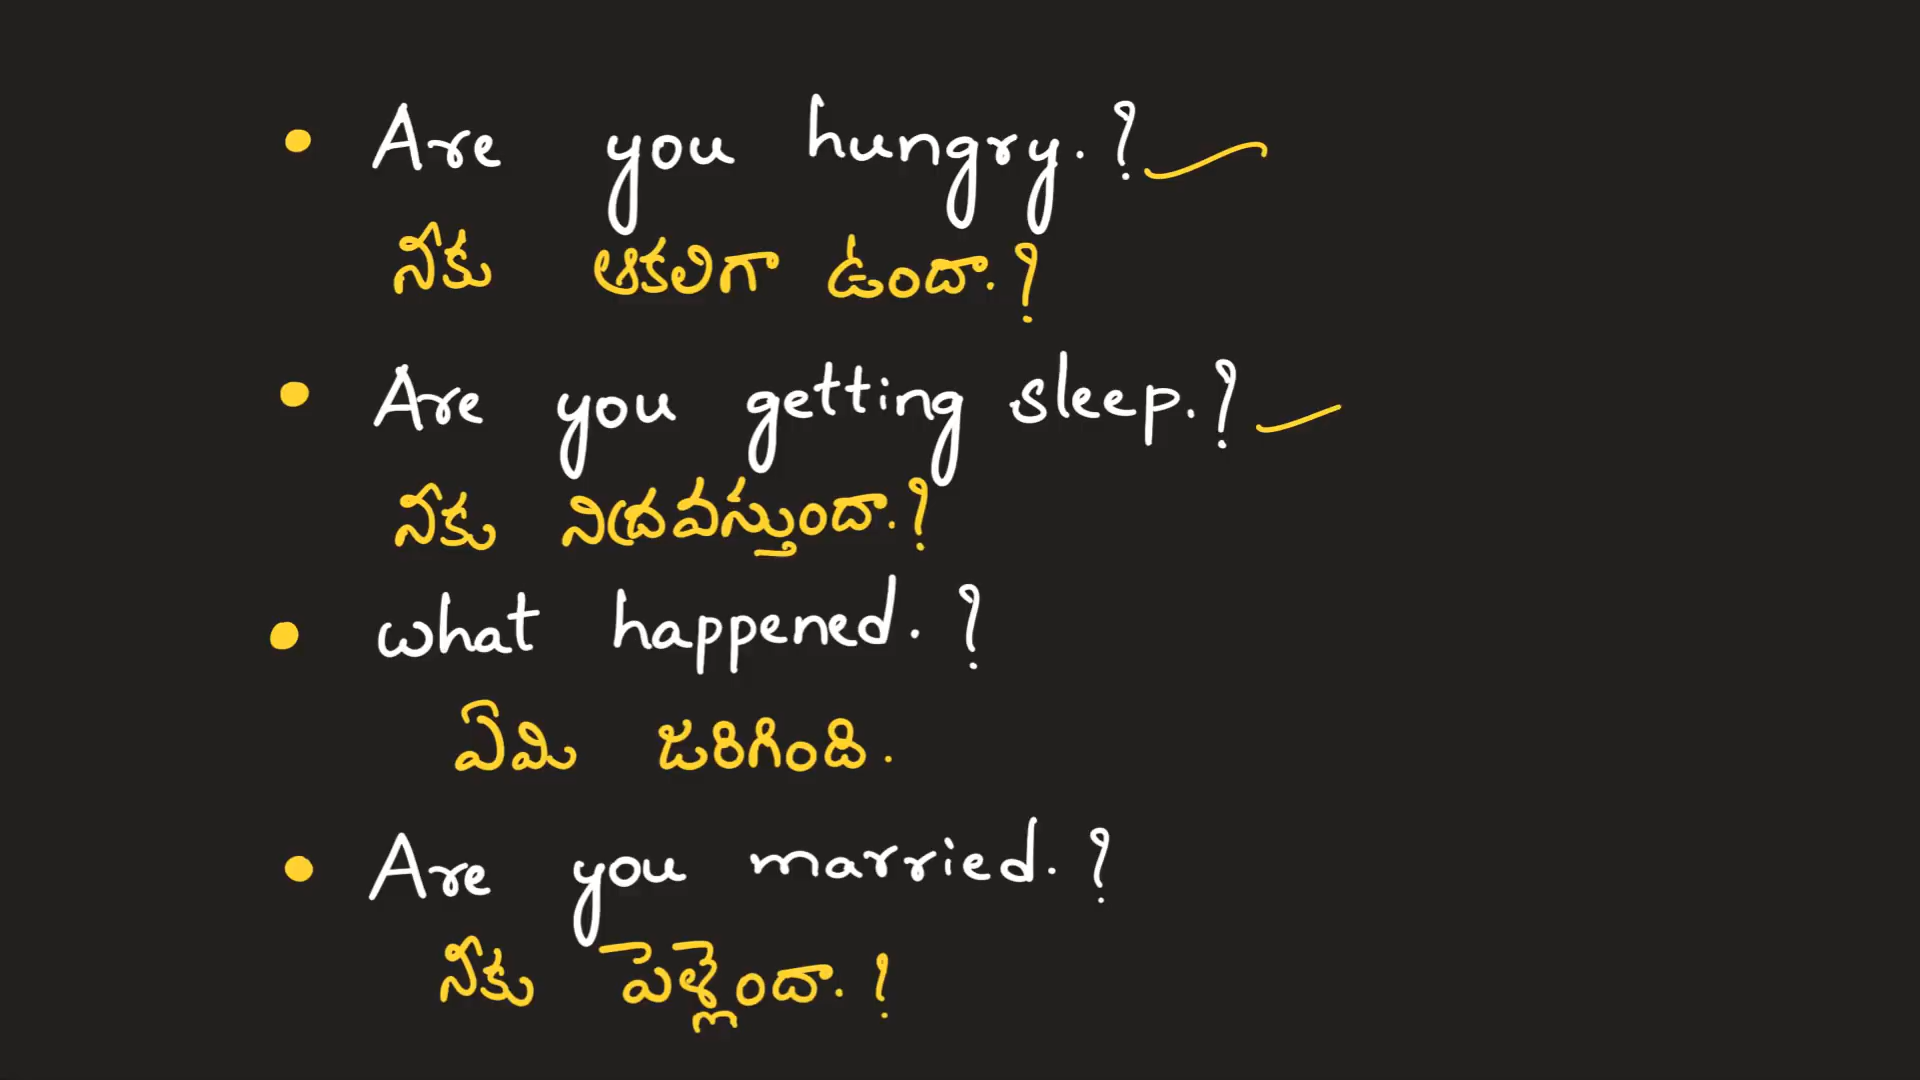 • Are you hungry.?
నీకు ఆకలిగా ఉందా.?
• Are you getting sleep.?
నీకు నిద్రవస్తుందా.?
• what happened.?
ఏమి జరిగింది.
• Are you married.?
నీకు పెళ్లైందా.?